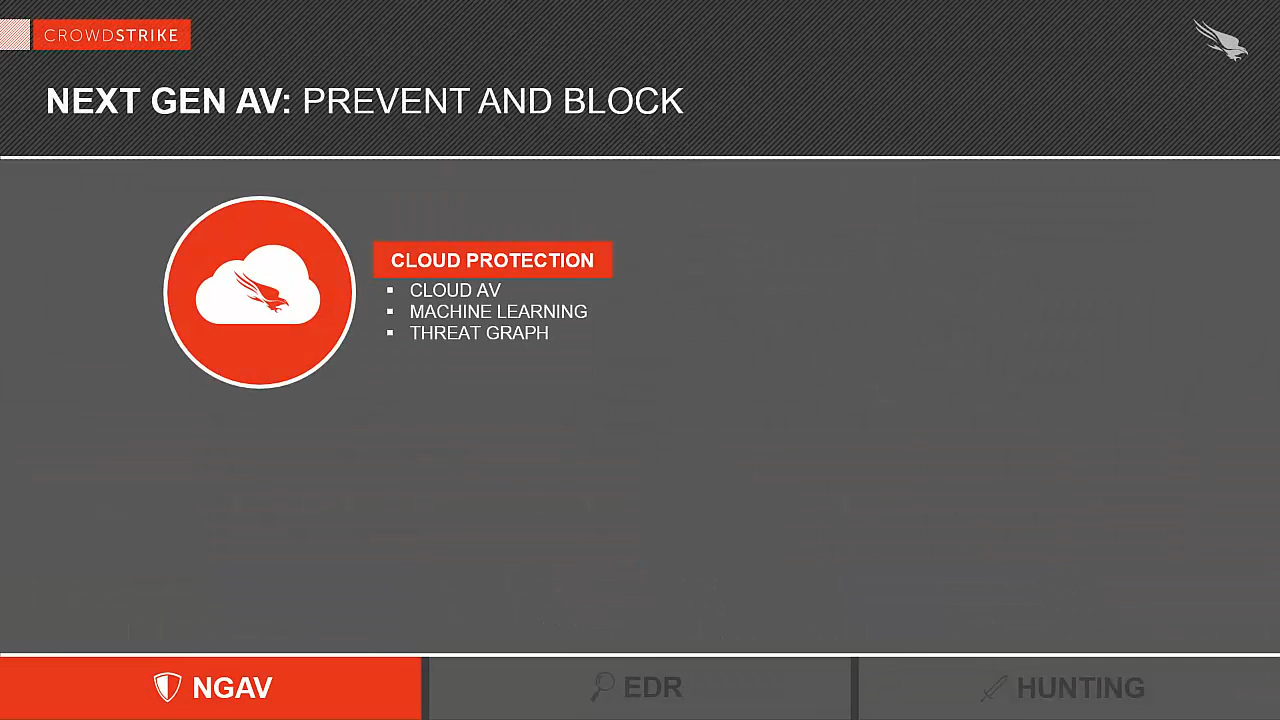 CROWDSTRIKE
NEXT GEN AV: PREVENT AND BLOCK
CLOUD PROTECTION
▪ CLOUD AV
▪ MACHINE LEARNING
▪ THREAT GRAPH
NGAV
EDR
HUNTING